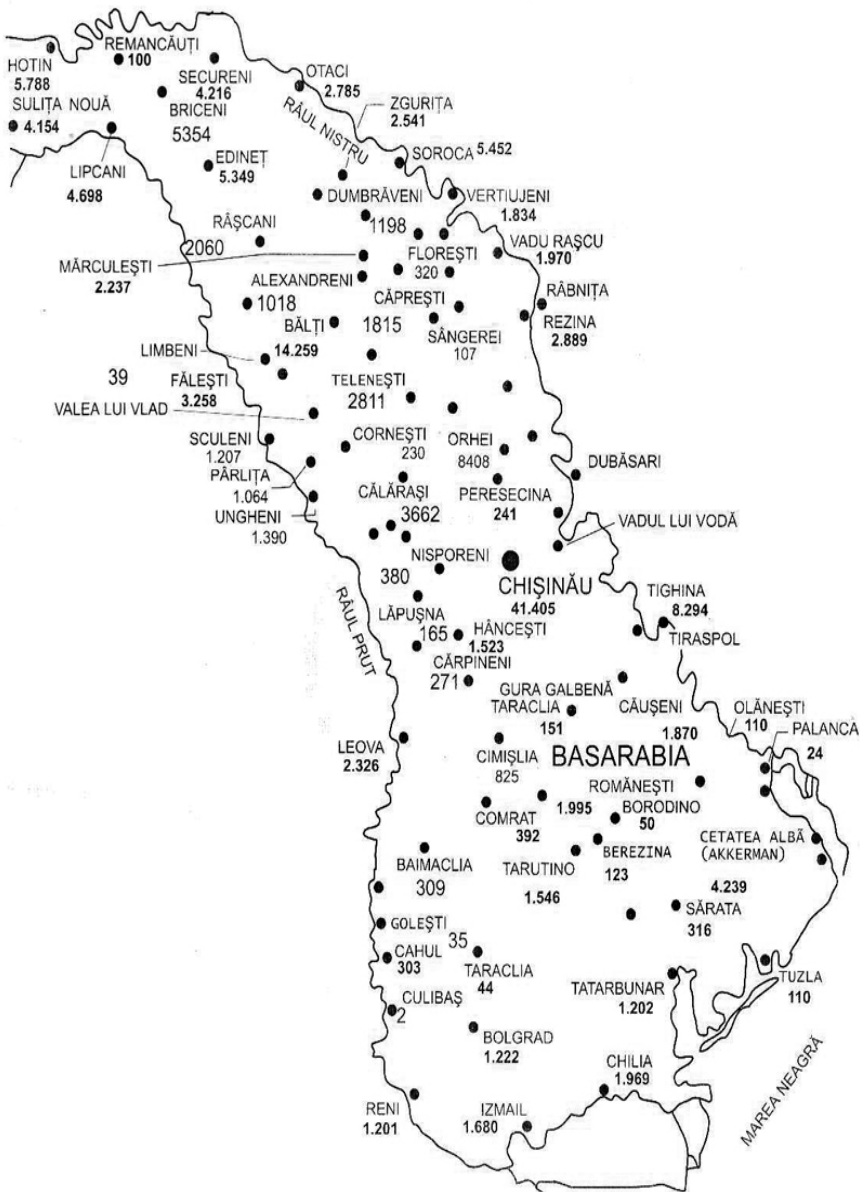 REMANCĂUȚI
100
HOTIN
5.788
SECURENI
4.216
OTACI
2.785
SULIȚA NOUĂ
4.154
BRICENI
5354
RÂUL NISTRU
ZGURIȚA
2.541
LIPCANI
4.698
EDINEȚ
5.349
SOROCA 5.452
DUMBRĂVENI
1198
VERTIUJENI
1.834
RÂȘCANI
2060
FLOREȘTI
320
VADU RAȘCU
1.970
MĂRCULEȘTI
2.237
ALEXANDRENI
1018
CĂPREȘTI
1815
RÂBNIȚA
REZINA
2.889
BĂLȚI
14.259
SÂNGEREI
107
LIMBENI
39
FĂLEȘTI
3.258
TELENEȘTI
2811
VALEA LUI VLAD
SCULENI
1.207
CORNEȘTI
230
ORHEI
8408
DUBĂSARI
PÂRLIȚA
1.064
CĂLĂRAȘI
3662
PERESECINA
241
UNGHENI
1.390
VADUL LUI VODĂ
NISPORENI
380
CHIȘINĂU
41.405
RÂUL PRUT
LĂPUȘNA
165
HÂNCEȘTI
1.523
TIGHINA
8.294
TIRASPOL
CĂRPINENI
271
GURA GALBENĂ
TARACLIA
151
CĂUȘENI
1.870
OLĂNEȘTI
110
PALANCA
24
LEOVA
2.326
CIMIȘLIA
825
BASARABIA
ROMĂNEȘTI
1.995
COMRAT
392
BORODINO
50
BEREZINA
123
CETATEA ALBĂ
(AKKERMAN)
4.239
BAIMACLIA
309
TARUTINO
1.546
SĂRATA
316
GOLEȘTI
35
CAHUL
303
TARACLIA
44
TATARBUNAR
1.202
TUZLA
110
CULIBAȘ
2
BOLGRAD
1.222
CHILIA
1.969
MAREA NEAGRĂ
RENI
1.201
IZMAIL
1.680